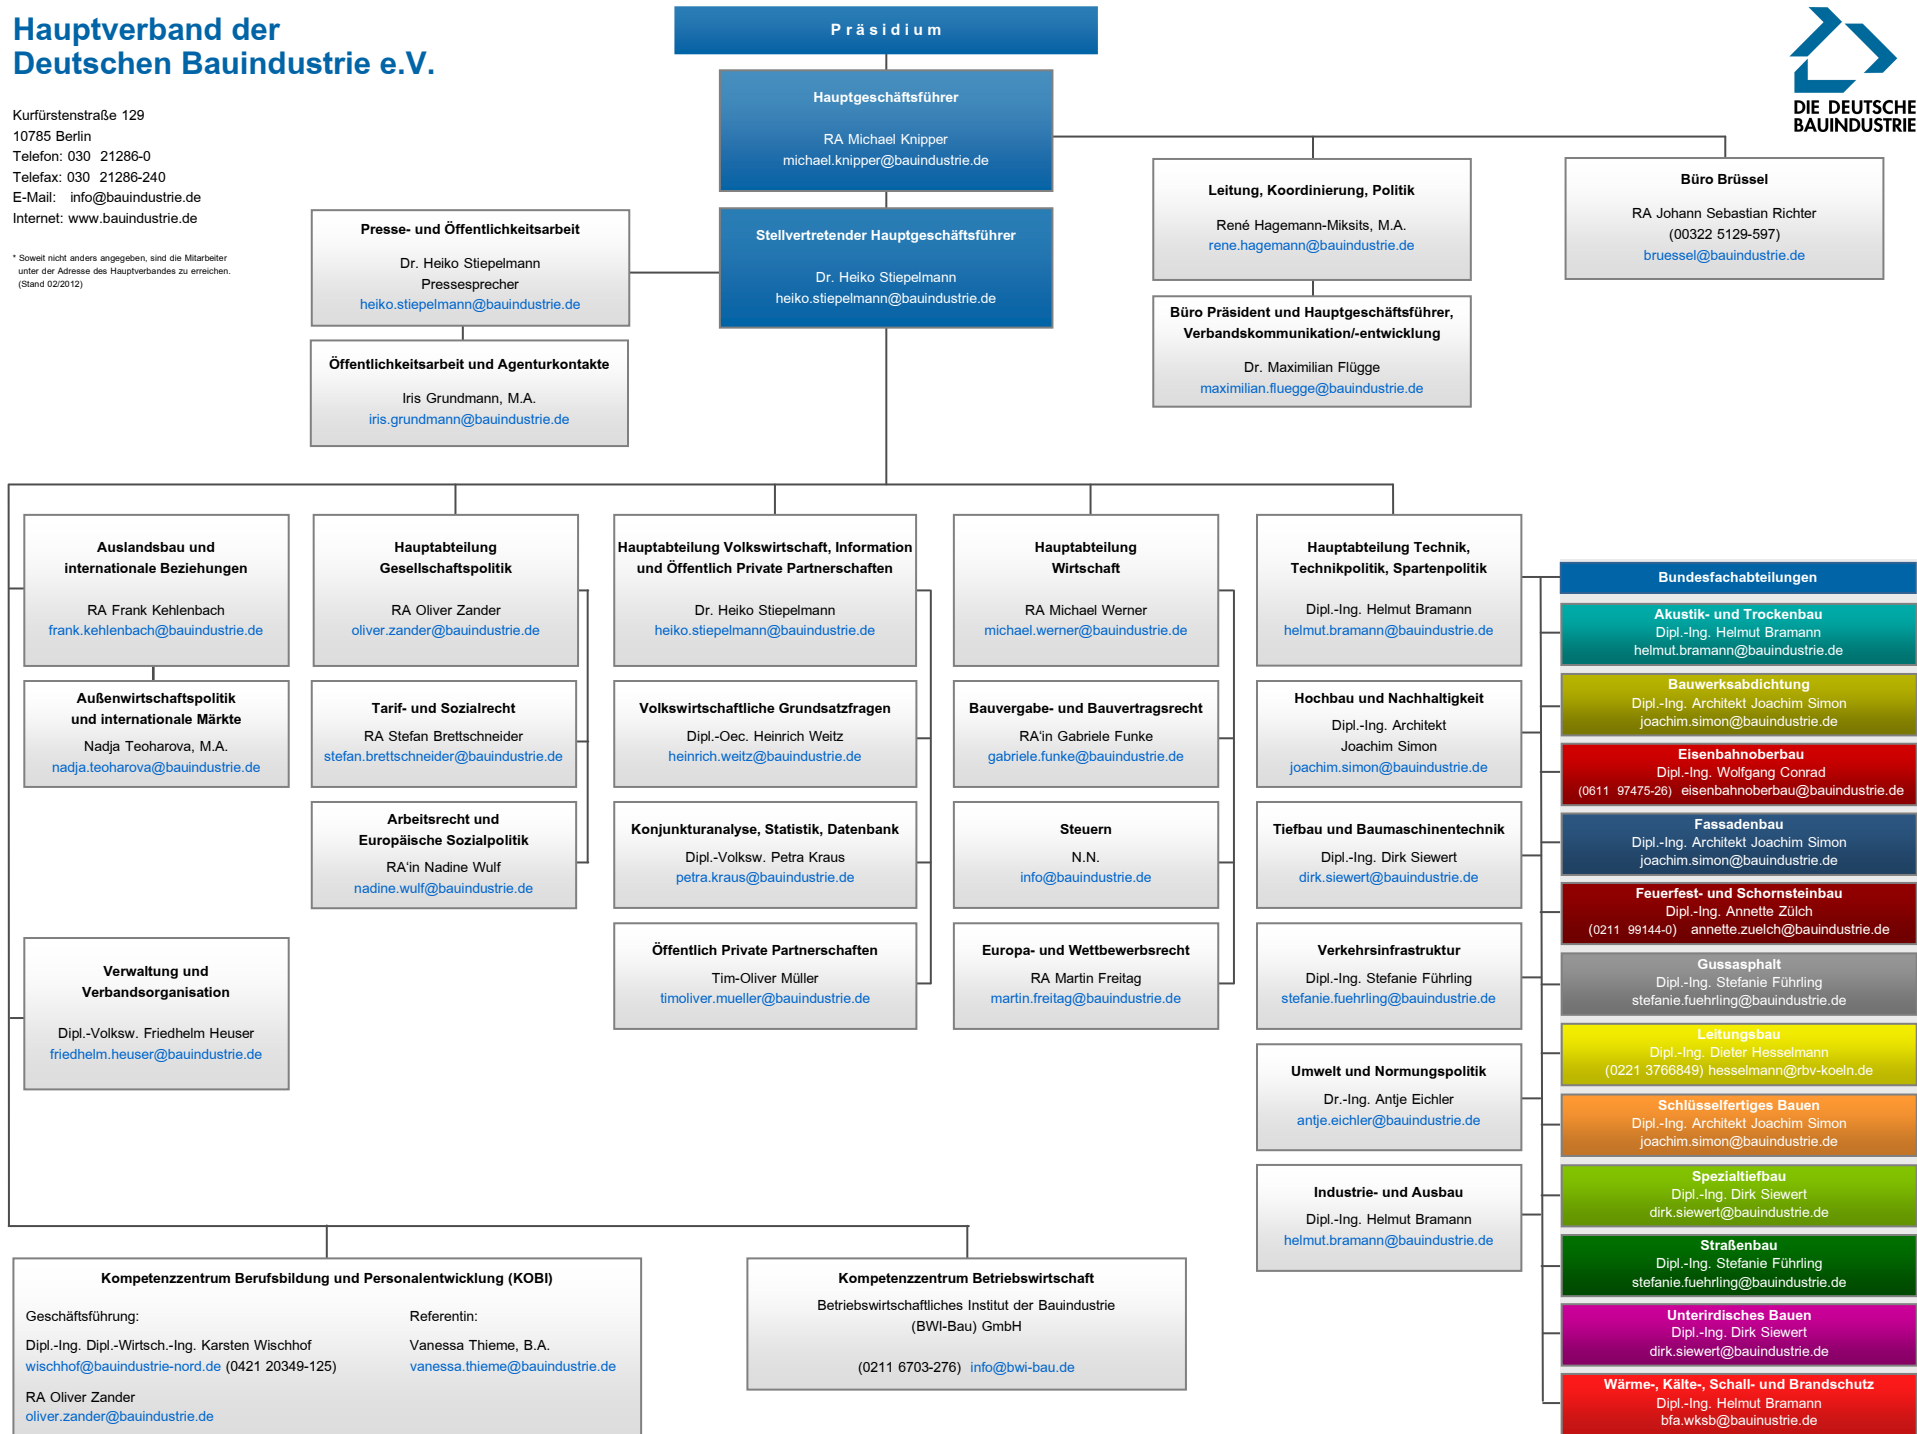 Hauptverband der
Deutschen Bauindustrie e.V.
Kurfürstenstraße 129
10785 Berlin
Telefon: 030 21286-0
Telefax: 030 21286-240
E-Mail: info@bauindustrie.de
Internet: www.bauindustrie.de
* Soweit nicht anders angegeben, sind die Mitarbeiter
unter der Adresse des Hauptverbandes zu erreichen.
(Stand 02/2012)
Präsidium
Hauptgeschäftsführer
RA Michael Knipper
michael.knipper@bauindustrie.de
Stellvertretender Hauptgeschäftsführer
Dr. Heiko Stiepelmann
heiko.stiepelmann@bauindustrie.de
DIE DEUTSCHE
BAUINDUSTRIE
Presse- und Öffentlichkeitsarbeit
Dr. Heiko Stiepelmann
Pressesprecher
heiko.stiepelmann@bauindustrie.de
Öffentlichkeitsarbeit und Agenturkontakte
Iris Grundmann, M.A.
iris.grundmann@bauindustrie.de
Leitung, Koordinierung, Politik
René Hagemann-Miksits, M.A.
rene.hagemann@bauindustrie.de
Büro Präsident und Hauptgeschäftsführer,
Verbandskommunikation/-entwicklung
Dr. Maximilian Flügge
maximilian.fluegge@bauindustrie.de
Büro Brüssel
RA Johann Sebastian Richter
(00322 5129-597)
bruessel@bauindustrie.de
Auslandsbau und
internationale Beziehungen
RA Frank Kehlenbach
frank.kehlenbach@bauindustrie.de
Außenwirtschaftspolitik
und internationale Märkte
Nadja Teoharova, M.A.
nadja.teoharova@bauindustrie.de
Verwaltung und
Verbandsorganisation
Dipl.-Volksw. Friedhelm Heuser
friedhelm.heuser@bauindustrie.de
Hauptabteilung
Gesellschaftspolitik
RA Oliver Zander
oliver.zander@bauindustrie.de
Tarif- und Sozialrecht
RA Stefan Brettschneider
stefan.brettschneider@bauindustrie.de
Arbeitsrecht und
Europäische Sozialpolitik
RA'in Nadine Wulf
nadine.wulf@bauindustrie.de
Hauptabteilung Volkswirtschaft, Information
und Öffentlich Private Partnerschaften
Dr. Heiko Stiepelmann
heiko.stiepelmann@bauindustrie.de
Volkswirtschaftliche Grundsatzfragen
Dipl.-Oec. Heinrich Weitz
heinrich.weitz@bauindustrie.de
Konjunkturanalyse, Statistik, Datenbank
Dipl.-Volksw. Petra Kraus
petra.kraus@bauindustrie.de
Öffentlich Private Partnerschaften
Tim-Oliver Müller
timoliver.mueller@bauindustrie.de
Hauptabteilung
Wirtschaft
RA Michael Werner
michael.werner@bauindustrie.de
Bauvergabe- und Bauvertragsrecht
RA'in Gabriele Funke
gabriele.funke@bauindustrie.de
Steuern
N.N.
info@bauindustrie.de
Europa- und Wettbewerbsrecht
RA Martin Freitag
martin.freitag@bauindustrie.de
Hauptabteilung Technik,
Technikpolitik, Spartenpolitik
Dipl.-Ing. Helmut Bramann
helmut.bramann@bauindustrie.de
Hochbau und Nachhaltigkeit
Dipl.-Ing. Architekt
Joachim Simon
joachim.simon@bauindustrie.de
Tiefbau und Baumaschinentechnik
Dipl.-Ing. Dirk Siewert
dirk.siewert@bauindustrie.de
Verkehrsinfrastruktur
Dipl.-Ing. Stefanie Führling
stefanie.fuehrling@bauindustrie.de
Umwelt und Normungspolitik
Dr.-Ing. Antje Eichler
antje.eichler@bauindustrie.de
Industrie- und Ausbau
Dipl.-Ing. Helmut Bramann
helmut.bramann@bauindustrie.de
Bundesfachabteilungen
Akustik- und Trockenbau
Dipl.-Ing. Helmut Bramann
helmut.bramann@bauindustrie.de
Bauwerksabdichtung
Dipl.-Ing. Architekt Joachim Simon
joachim.simon@bauindustrie.de
Eisenbahnoberbau
Dipl.-Ing. Wolfgang Conrad
(0611 97475-26) eisenbahnoberbau@bauindustrie.de
Fassadenbau
Dipl.-Ing. Architekt Joachim Simon
joachim.simon@bauindustrie.de
Feuerfest- und Schornsteinbau
Dipl.-Ing. Annette Zülch
(0211 99144-0) annette.zuelch@bauindustrie.de
Gussasphalt
Dipl.-Ing. Stefanie Führling
stefanie.fuehrling@bauindustrie.de
Leitungsbau
Dipl.-Ing. Dieter Hesselmann
(0221 3766849) hesselmann@rbv-koeln.de
Schlüsselfertiges Bauen
Dipl.-Ing. Architekt Joachim Simon
joachim.simon@bauindustrie.de
Spezialtiefbau
Dipl.-Ing. Dirk Siewert
dirk.siewert@bauindustrie.de
Straßenbau
Dipl.-Ing. Stefanie Führling
stefanie.fuehrling@bauindustrie.de
Unterirdisches Bauen
Dipl.-Ing. Dirk Siewert
dirk.siewert@bauindustrie.de
Wärme-, Kälte-, Schall- und Brandschutz
Dipl.-Ing. Helmut Bramann
bfa.wksb@bauinustrie.de
Kompetenzzentrum Berufsbildung und Personalentwicklung (KOBI)
Geschäftsführung:
Dipl.-Ing. Dipl.-Wirtsch.-Ing. Karsten Wischhof
wischhof@bauindustrie-nord.de (0421 20349-125)
RA Oliver Zander
oliver.zander@bauindustrie.de
Referentin:
Vanessa Thieme, B.A.
vanessa.thieme@bauindustrie.de
Kompetenzzentrum Betriebswirtschaft
Betriebswirtschaftliches Institut der Bauindustrie
(BWI-Bau) GmbH
(0211 6703-276) info@bwi-bau.de